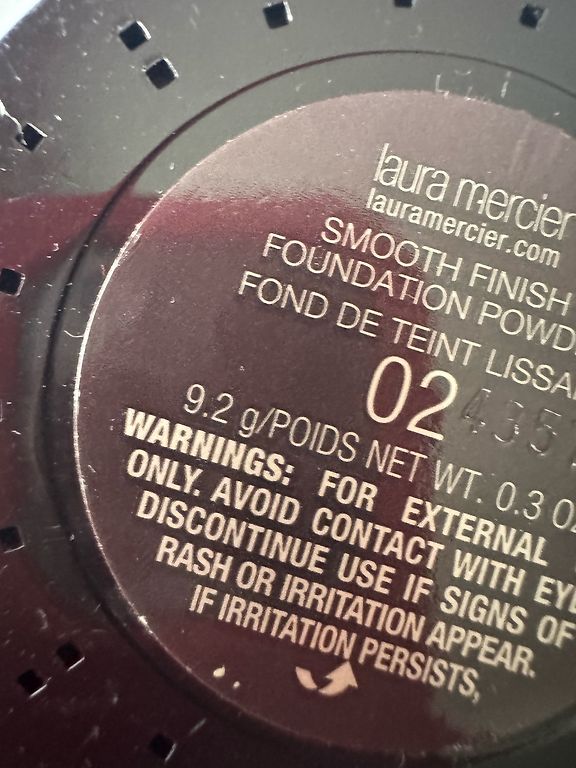 laura mercier
lauramercier.com
SMOOTH FINISH
FOUNDATION POWD
FOND DE TEINT LISSA
02
9.2 g/POIDS NET WT. 0.3 O
WARNINGS: FOR EXTERNAL
ONLY. AVOID CONTACT WITH EYE
DISCONTINUE USE IF SIGNS OF
RASH OR IRRITATION APPEAR.
IF IRRITATION PERSISTS,